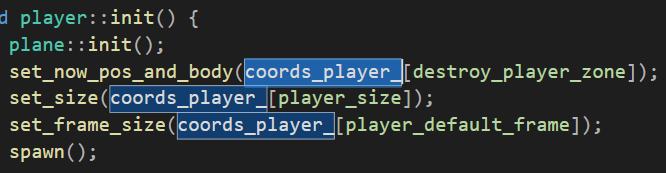 d player::init() {
plane::init();
set_now_pos_and_body(coords_player_[destroy_player_zone]);
set_size(coords_player_[player_size]);
set_frame_size(coords_player_[player_default_frame]);
spawn();